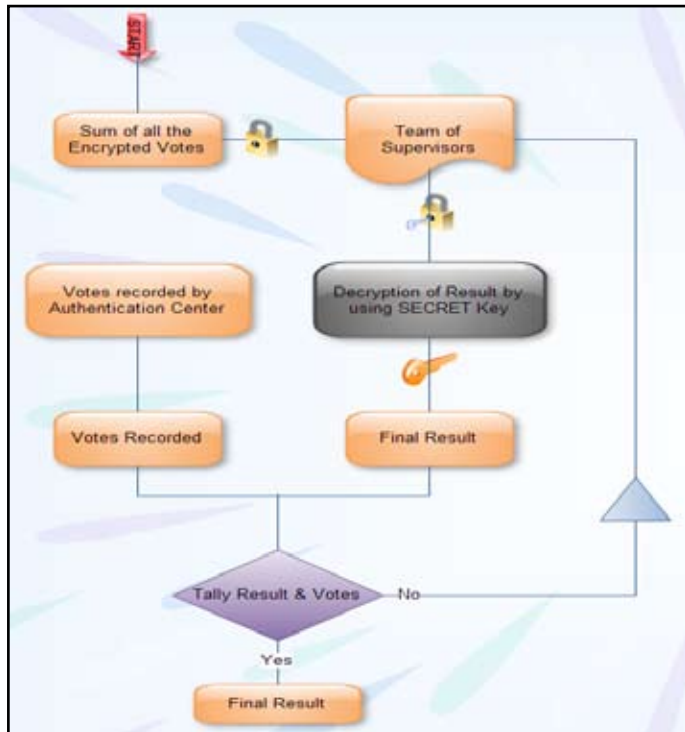 START
Sum of all the
Encrypted Votes
Team of
Supervisors
Votes recorded by
Authentication Center
Decryption of Result by
using SECRET Key
Votes Recorded
Final Result
Tally Result & Votes
No
Yes
Final Result